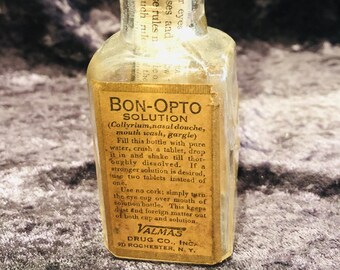 BON-OPTO
SOLUTION
(Collyrium, nasal douche,
mouth wash, gargle)
Fill this bottle with pure
water, crush a tablet, drop
it in and shake till thor-
oughly dissolved. If a
stronger solution is desired,
use two tablets instead of
one.
Use no cork; simply with
the eye cup over mouth of
solution bottle. This keeps
dust and foreign matter out
of both cup and solution.
VALMAS
DRUG CO., INC.
ROCHESTER, N. Y.